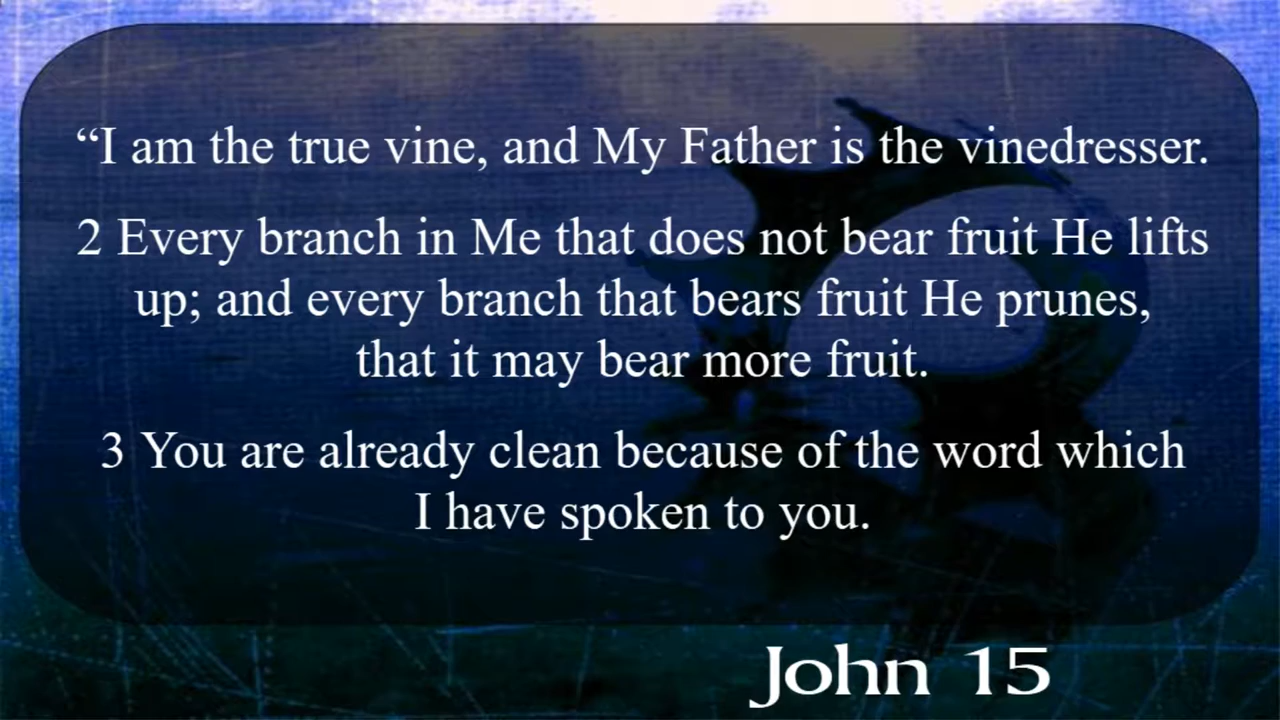 “I am the true vine, and My Father is the vinedresser.
2 Every branch in Me that does not bear fruit He lifts
up; and every branch that bears fruit He prunes,
that it may bear more fruit.
3 You are already clean because of the word which
I have spoken to you.
John 15